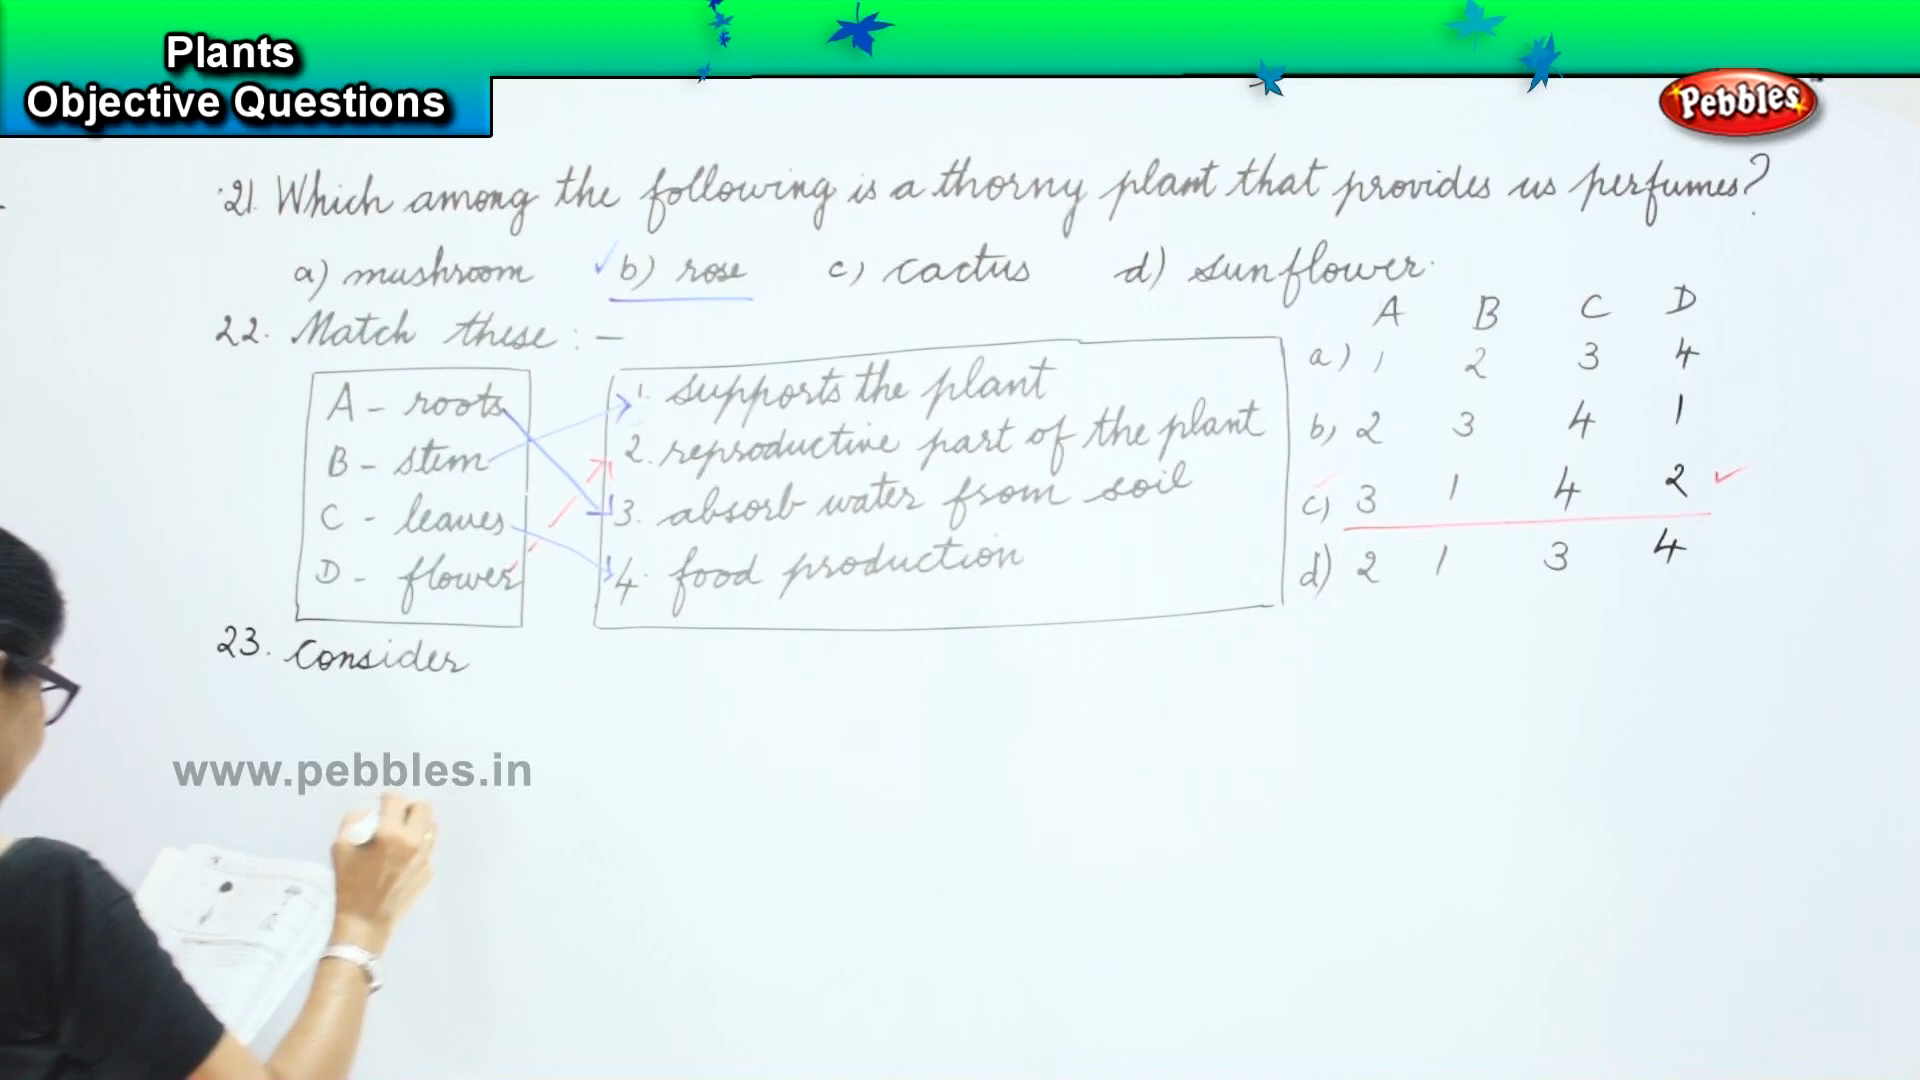 Plants
Objective Questions
Pebbles
21. Which among the following is a thorny plant that provides us perfumes?
a) mushroom b) rose c) cactus d) sunflower
22. Match these : -
A - roots
B - stem
C - leaves
D - flower
1. supports the plant
2. reproductive part of the plant
3. absorb water from soil
4. food production
A B C D
a) 1 2 3 4
b) 2 3 4 1
c) 3 1 4 2
d) 2 1 3 4
23. Consider
www.pebbles.in